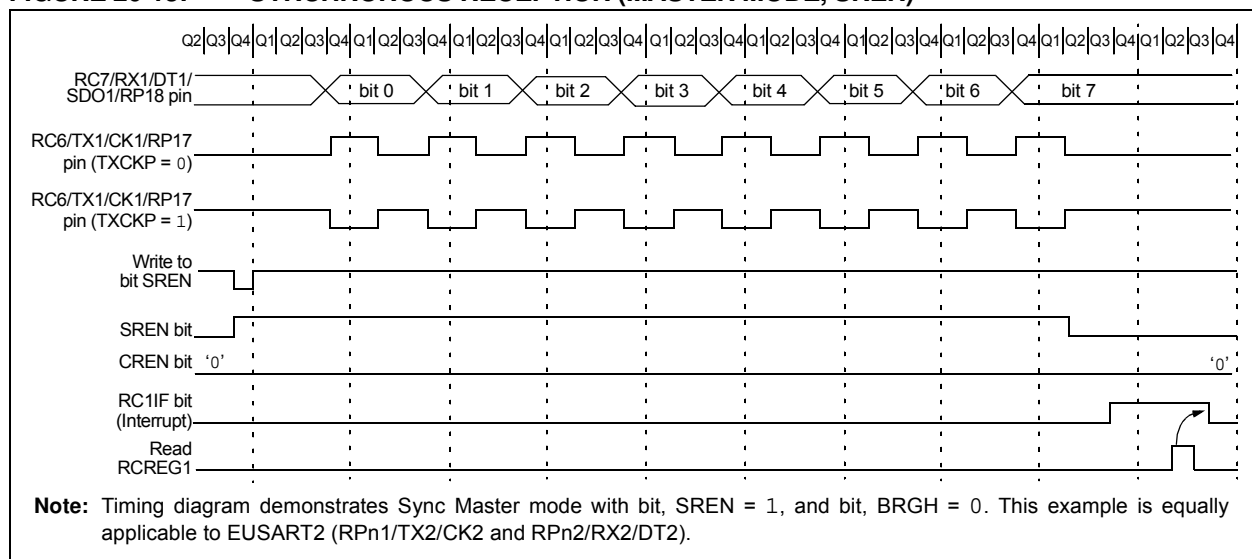 FIGURE SYNCHRONOUS RECEPTION (MASTER MODE, SREN)
Q2|Q3|Q4|Q1|Q2|Q3|Q4|Q1|Q2|Q3|Q4|Q1|Q2|Q3|Q4|Q1|Q2|Q3|Q4|Q1|Q2|Q3|Q4|Q1|Q2|Q3|Q4|Q1|Q2|Q3|Q4|Q1|Q2|Q3|Q4|Q1|Q2|Q3|Q4|Q1|Q2|Q3|Q4
RC7/RX1/DT1/
SDO1/RP18 pin
bit 0 bit 1 bit 2 bit 3 bit 4 bit 5 bit 6 bit 7
RC6/TX1/CK1/RP17
pin (TXCKP = 0)
RC6/TX1/CK1/RP17
pin (TXCKP = 1)
Write to
bit SREN
SREN bit
CREN bit ‘0’ ‘0’
RC1IF bit
(Interrupt)
Read
RCREG1
Note: Timing diagram demonstrates Sync Master mode with bit, SREN = 1, and bit, BRGH = 0. This example is equally
applicable to EUSART2 (RPn1/TX2/CK2 and RPn2/RX2/DT2).